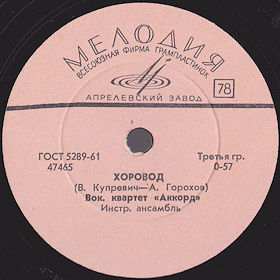 МЕЛОДИЯ
ВСЕСОЮЗНАЯ ФИРМА ГРАМПЛАСТИНОК
78
АПРЕЛЕВСКИЙ ЗАВОД
ГОСТ 5289-61 Третья гр.
47465 0-57
ХОРОВОД
(В. Купревич—А. Горохов)
Вок. квартет «Аккорд»
Инстр. ансамбль